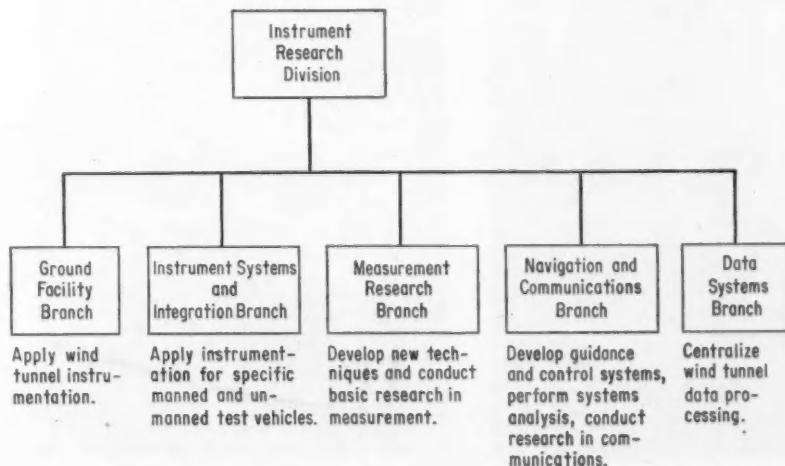 Instrument
Research
Division
Ground
Facility
Branch
Apply wind
tunnel instru-
mentation.
Instrument Systems
and
Integration Branch
Apply instrument-
ation for specific
manned and un-
manned test vehicles.
Measurement
Research
Branch
Develop new tech-
niques and conduct
basic research in
measurement.
Navigation and
Communications
Branch
Develop guidance
and control systems,
perform systems
analysis, conduct
research in com-
munications.
Data
Systems
Branch
Centralize
wind tunnel
data pro-
cessing.